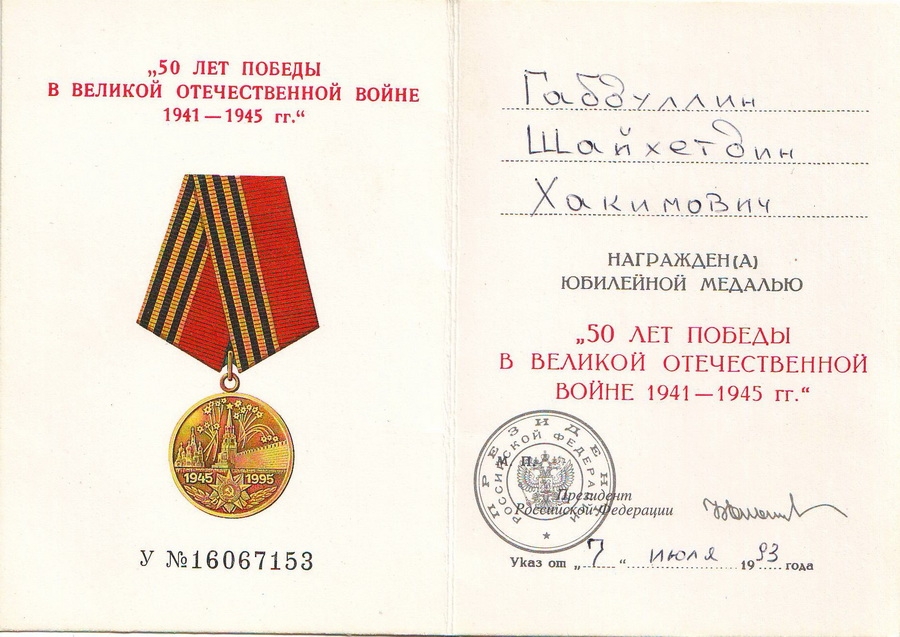 „50 ЛЕТ ПОБЕДЫ
В ВЕЛИКОЙ ОТЕЧЕСТВЕННОЙ ВОЙНЕ
1941 — 1945 гг.“
1945 1995
У №16067153
Габдуллин
Шайхетдин
Хакимович
НАГРАЖДЕН(А)
ЮБИЛЕЙНОЙ МЕДАЛЬЮ
„50 ЛЕТ ПОБЕДЫ
В ВЕЛИКОЙ ОТЕЧЕСТВЕННОЙ
ВОЙНЕ 1941 — 1945 гг.“
ПРЕЗИДЕНТ
РОССИЙСКОЙ ФЕДЕРАЦИИ
М. П.
Президент
Российской Федерации
Указ от „7“ июля 1993 года